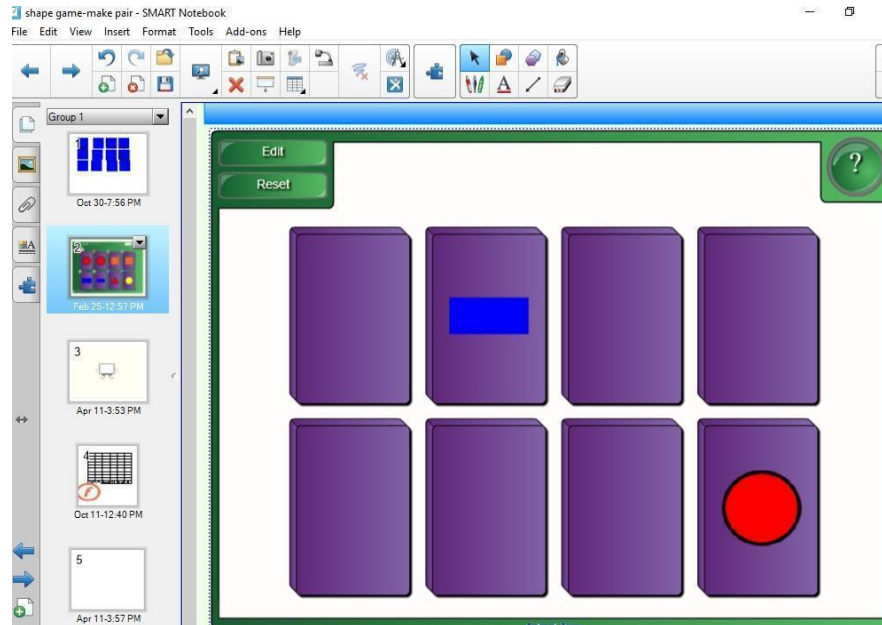 shape game-make pair - SMART Notebook
File Edit View Insert Format Tools Add-ons Help
Group 1
1
Oct 30-7:56 PM
2
Feb 25-12:57 PM
3
Apr 11-3:53 PM
4
Oct 11-12:40 PM
5
Apr 11-3:57 PM
Edit
Reset
?